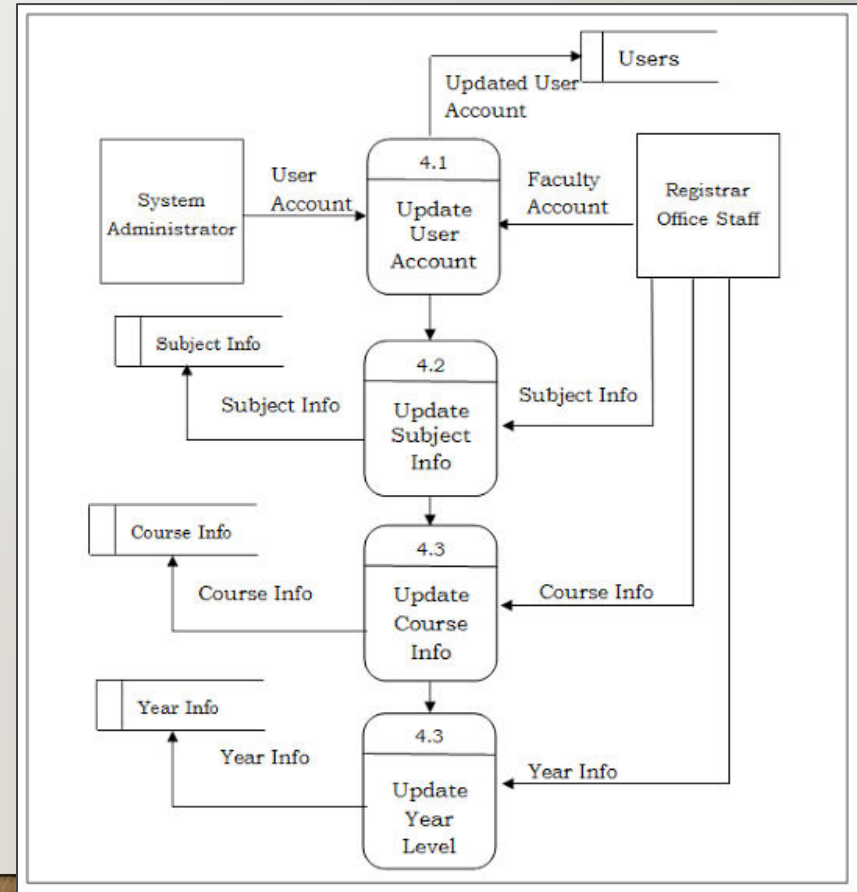 Users
Updated User
Account
4.1
Update
User
Account
System
Administrator
User
Account
Faculty
Account
Registrar
Office Staff
Subject Info
Subject Info
4.2
Update
Subject
Info
Subject Info
Course Info
Course Info
4.3
Update
Course
Info
Course Info
Year Info
Year Info
4.3
Update
Year
Level
Year Info